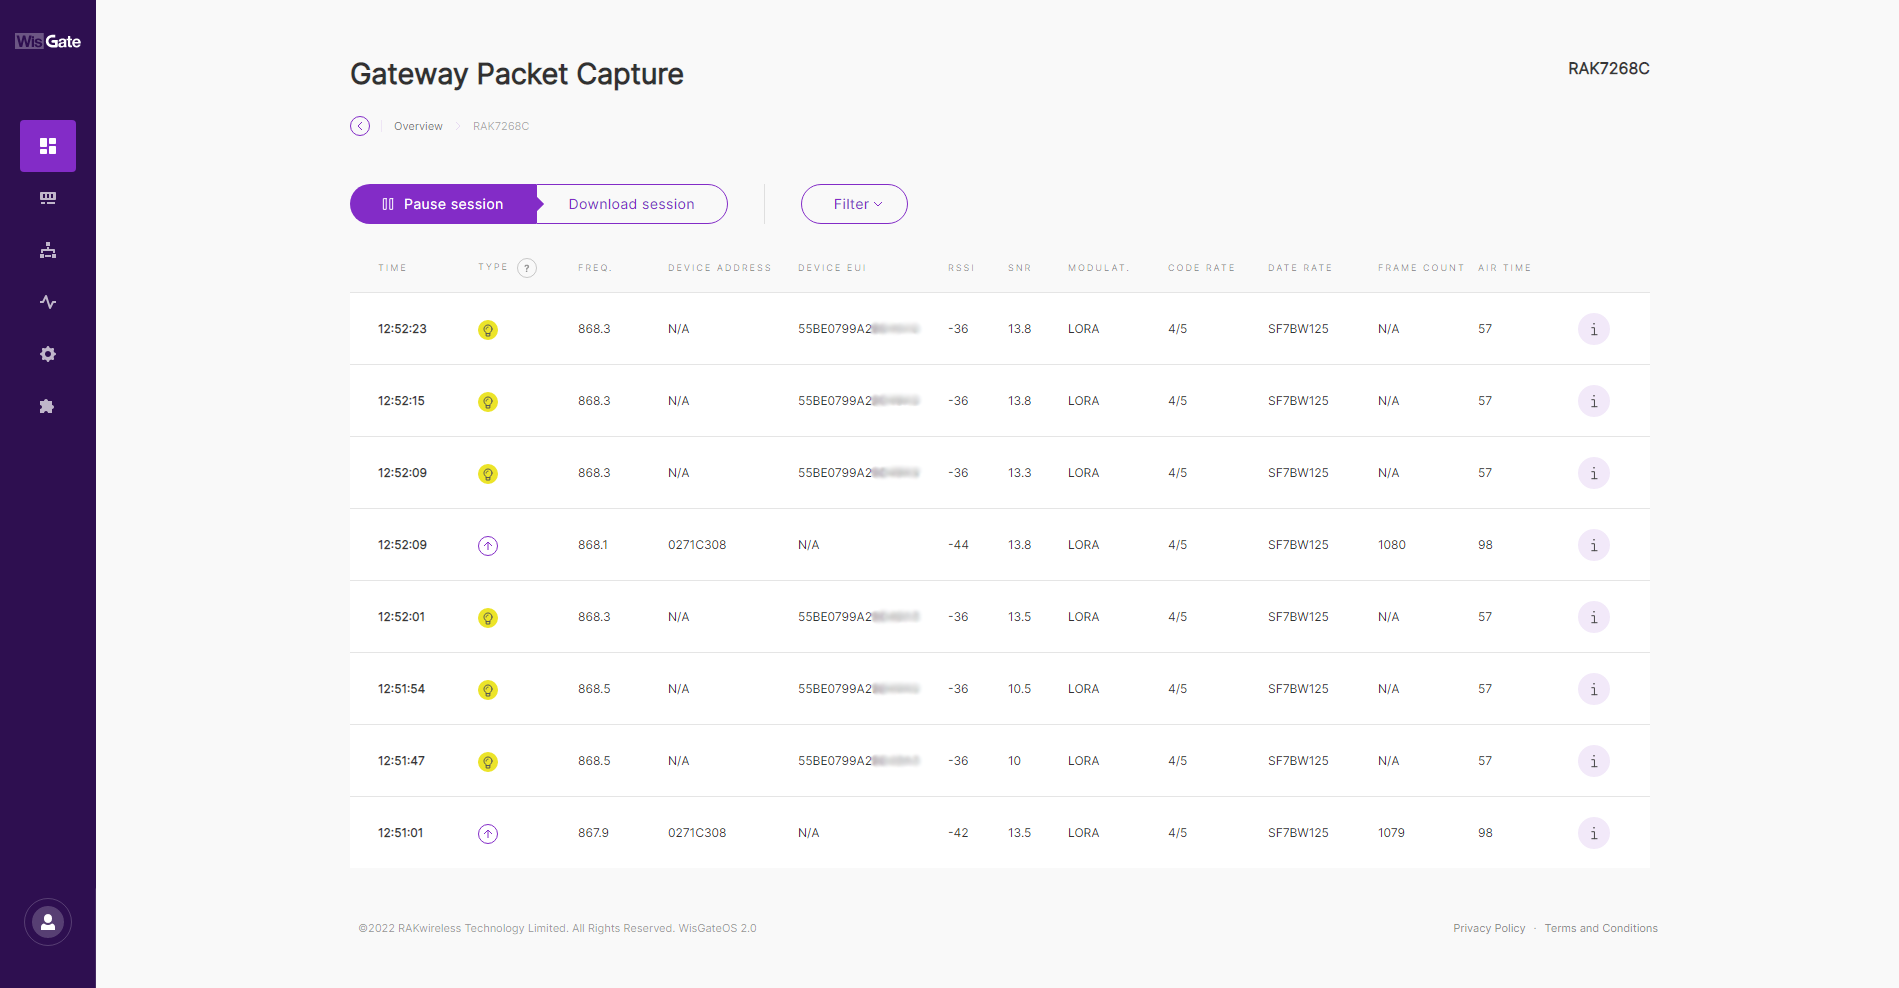 WisGate
Gateway Packet Capture
RAK7268C
Overview
RAK7268C
Pause session
Download session
Filter
TIME TYPE ? FREQ. DEVICE ADDRESS DEVICE EUI RSSI SNR MODULAT. CODE RATE DATE RATE FRAME COUNT AIR TIME
12:52:23 868.3 N/A 55BE0799A2 -36 13.8 LORA 4/5 SF7BW125 N/A 57 i
12:52:15 868.3 N/A 55BE0799A2 -36 13.8 LORA 4/5 SF7BW125 N/A 57 i
12:52:09 868.3 N/A 55BE0799A2 -36 13.3 LORA 4/5 SF7BW125 N/A 57 i
12:52:09 868.1 0271C308 N/A -44 13.8 LORA 4/5 SF7BW125 1080 98 i
12:52:01 868.3 N/A 55BE0799A2 -36 13.5 LORA 4/5 SF7BW125 N/A 57 i
12:51:54 868.5 N/A 55BE0799A2 -36 10.5 LORA 4/5 SF7BW125 N/A 57 i
12:51:47 868.5 N/A 55BE0799A2 -36 10 LORA 4/5 SF7BW125 N/A 57 i
12:51:01 867.9 0271C308 N/A -42 13.5 LORA 4/5 SF7BW125 1079 98 i
©2022 RAKwireless Technology Limited. All Rights Reserved. WisGateOS 2.0
Privacy Policy · Terms and Conditions